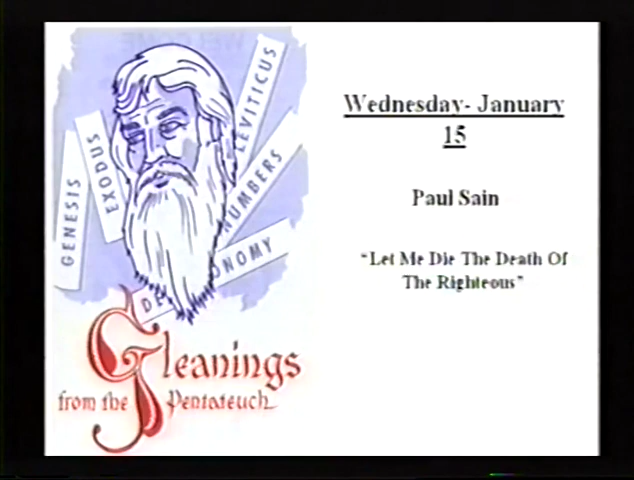 GENESIS
EXODUS
LEVITICUS
NUMBERS
DE
ONOMY
Gleanings
from the Pentateuch
Wednesday- January
15
Paul Sain
"Let Me Die The Death Of
The Righteous"